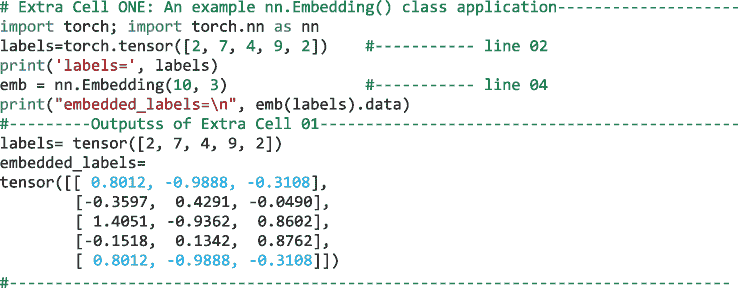 # Extra Cell ONE: An example nn.Embedding() class application--------------------
import torch; import torch.nn as nn
labels=torch.tensor([2, 7, 4, 9, 2])    #----------- line 02
print('labels=', labels)
emb = nn.Embedding(10, 3)               #----------- line 04
print("embedded_labels=\n", emb(labels).data)
#---------Outputss of Extra Cell 01----------------------------------------------
labels= tensor([2, 7, 4, 9, 2])
embedded_labels=
tensor([[ 0.8012, -0.9888, -0.3108],
        [-0.3597,  0.4291, -0.0490],
        [ 1.4051, -0.9362,  0.8602],
        [-0.1518,  0.1342,  0.8762],
        [ 0.8012, -0.9888, -0.3108]])
#-------------------------------------------------------------------------------